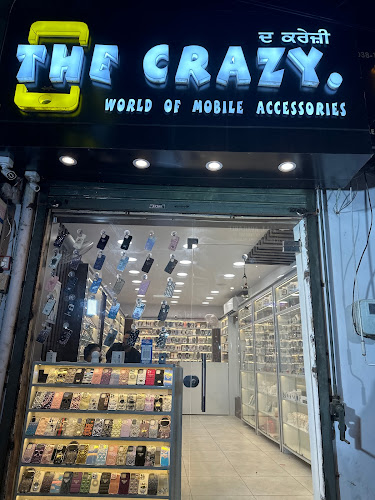 ਦ ਕਰੇਜ਼ੀ
THE CRAZY.
WORLD OF MOBILE ACCESSORIES